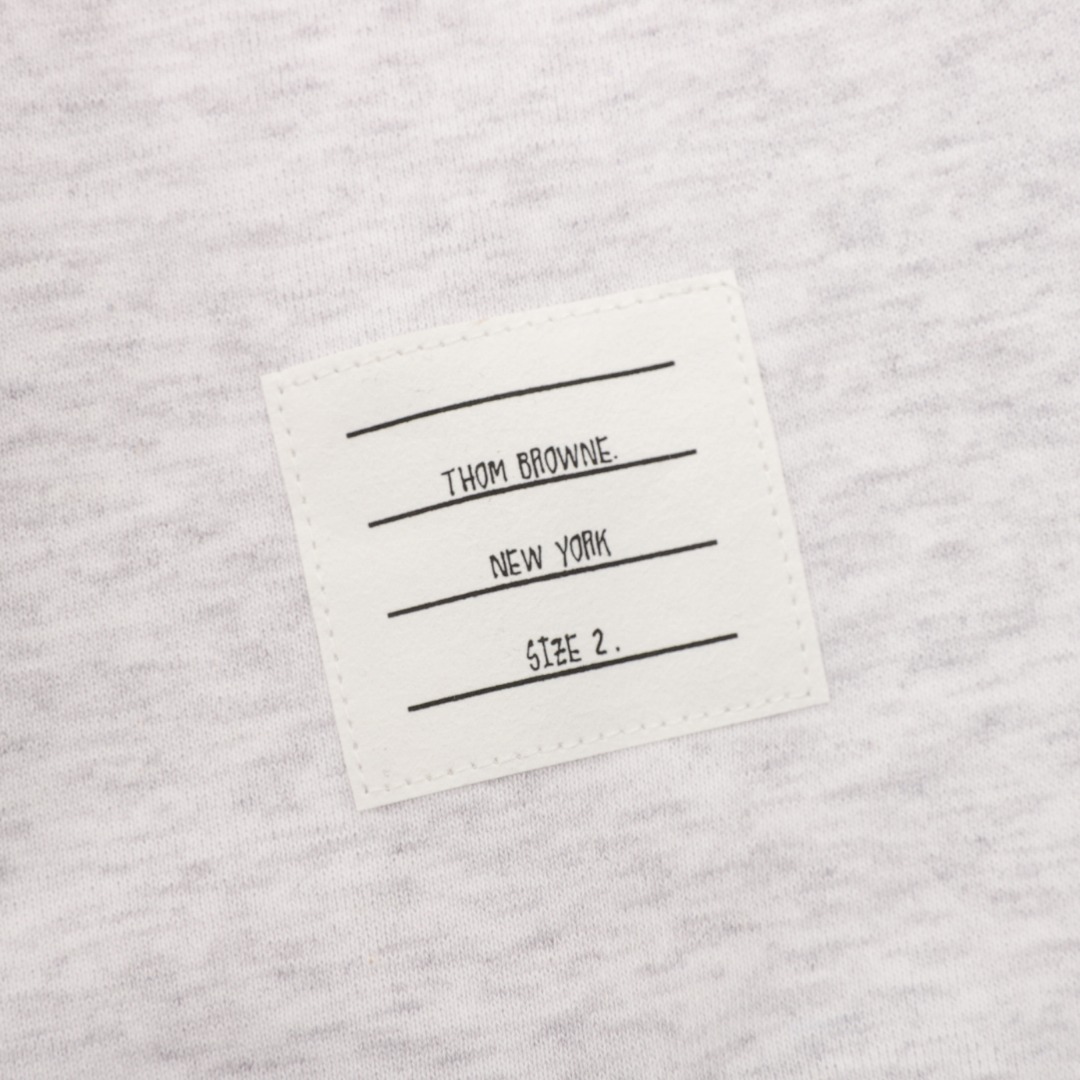 THOM BROWNE.
NEW YORK
SIZE 2.